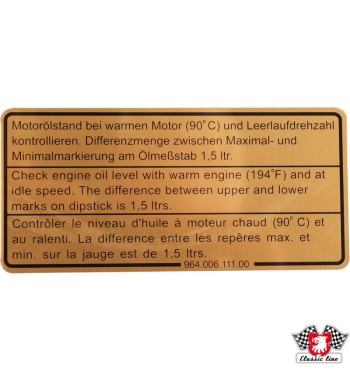 Motorölstand bei warmen Motor (90°C) und Leerlaufdrehzahl
kontrollieren. Differenzmenge zwischen Maximal- und
Minimalmarkierung am Ölmeßstab 1,5 ltr.
Check engine oil level with warm engine (194°F) and at
idle speed. The difference between upper and lower
marks on dipstick is 1,5 ltrs.
Contrôler le niveau d'huile à moteur chaud (90°C) et
au ralenti. La difference entre les repêres max. et
min. sur la jauge est de 1,5 ltrs.
964.006.111.00
Classic line